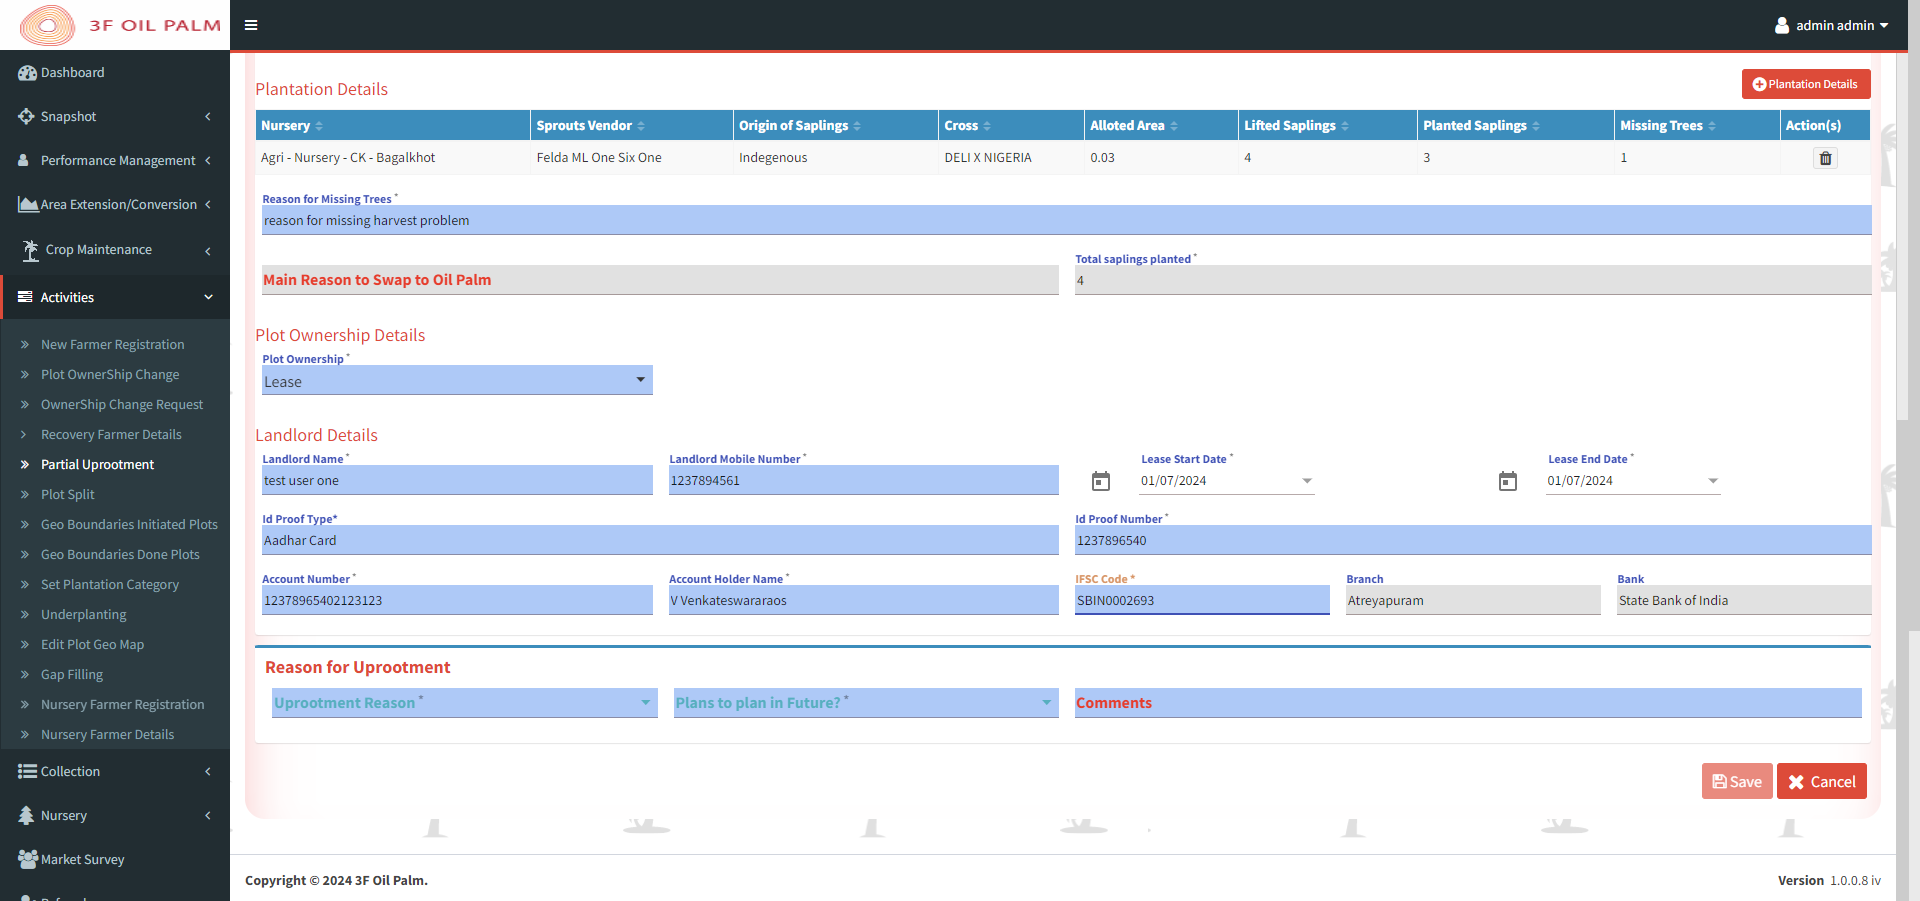 3F OIL PALM
admin admin
Dashboard
Snapshot
Performance Management
Area Extension/Conversion
Crop Maintenance
Activities
New Farmer Registration
Plot OwnerShip Change
OwnerShip Change Request
Recovery Farmer Details
Partial Uprootment
Plot Split
Geo Boundaries Initiated Plots
Geo Boundaries Done Plots
Set Plantation Category
Underplanting
Edit Plot Geo Map
Gap Filling
Nursery Farmer Registration
Nursery Farmer Details
Collection
Nursery
Market Survey
Plantation Details
Plantation Details
Nursery Sprouts Vendor Origin of Saplings Cross Alloted Area Lifted Saplings Planted Saplings Missing Trees Action(s)
Agri - Nursery - CK - Bagalkhot Felda ML One Six One Indegenous DELI X NIGERIA 0.03 4 3 1
Reason for Missing Trees *
reason for missing harvest problem
Main Reason to Swap to Oil Palm
Total saplings planted *
4
Plot Ownership Details
Plot Ownership *
Lease
Landlord Details
Landlord Name * Landlord Mobile Number * Lease Start Date * Lease End Date *
test user one 1237894561 01/07/2024 01/07/2024
Id Proof Type* Id Proof Number *
Aadhar Card 1237896540
Account Number * Account Holder Name * IFSC Code * Branch Bank
12378965402123123 V Venkateswararaos SBIN0002693 Atreyapuram State Bank of India
Reason for Uprootment
Uprootment Reason * Plans to plan in Future? * Comments
Save Cancel
Copyright © 2024 3F Oil Palm.
Version 1.0.0.8 iv